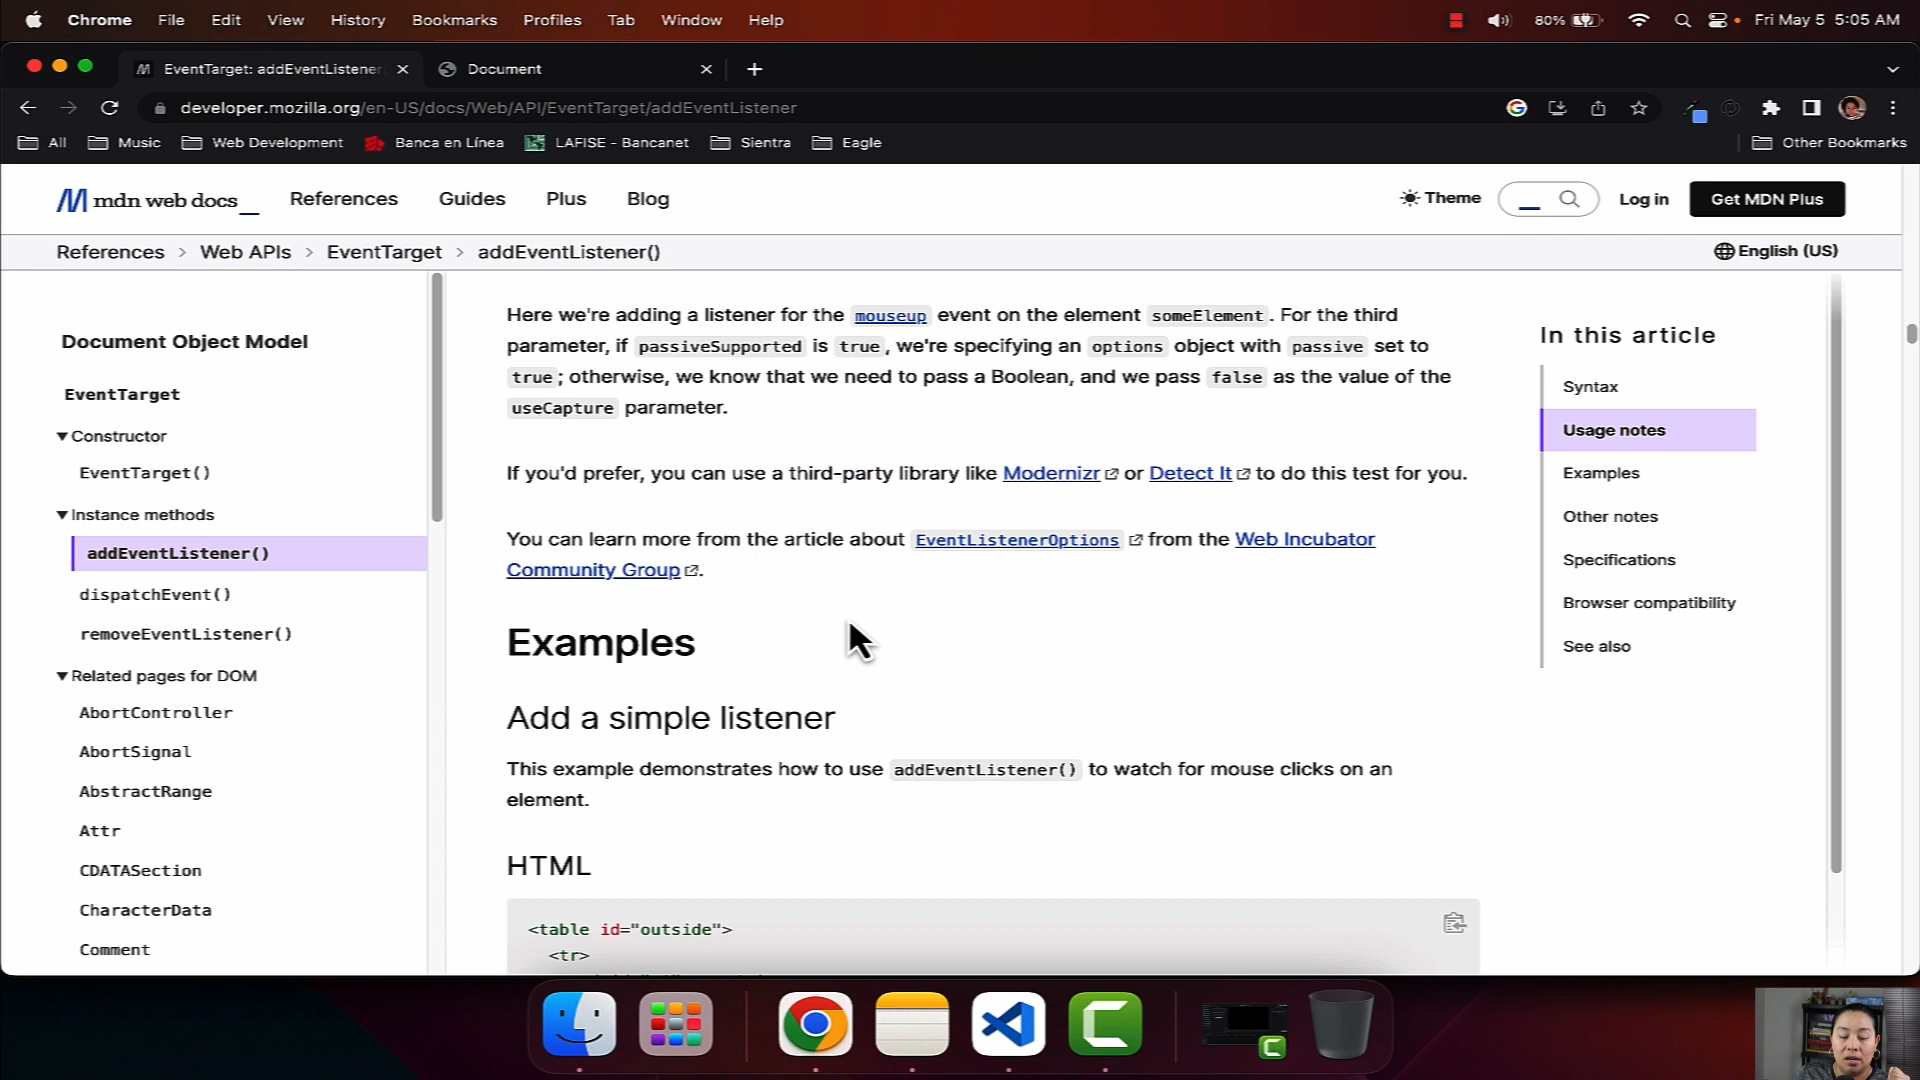 Chrome File Edit View History Bookmarks Profiles Tab Window Help 80% Fri May 5 5:05 AM
EventTarget: addEventListener Document
developer.mozilla.org/en-US/docs/Web/API/EventTarget/addEventListener
All Music Web Development Banca en Línea LAFISE - Bancanet Sientra Eagle Other Bookmarks
mdn web docs_ References Guides Plus Blog Theme Log in Get MDN Plus
References > Web APIs > EventTarget > addEventListener() English (US)
Document Object Model
EventTarget
Constructor
EventTarget()
Instance methods
addEventListener()
dispatchEvent()
removeEventListener()
Related pages for DOM
AbortController
AbortSignal
AbstractRange
Attr
CDATASection
CharacterData
Comment
Here we're adding a listener for the mouseup event on the element someElement. For the third
parameter, if passiveSupported is true, we're specifying an options object with passive set to
true; otherwise, we know that we need to pass a Boolean, and we pass false as the value of the
useCapture parameter.
If you'd prefer, you can use a third-party library like Modernizr or Detect It to do this test for you.
You can learn more from the article about EventListenerOptions from the Web Incubator
Community Group.
Examples
Add a simple listener
This example demonstrates how to use addEventListener() to watch for mouse clicks on an
element.
HTML
<table id="outside">
<tr>
In this article
Syntax
Usage notes
Examples
Other notes
Specifications
Browser compatibility
See also